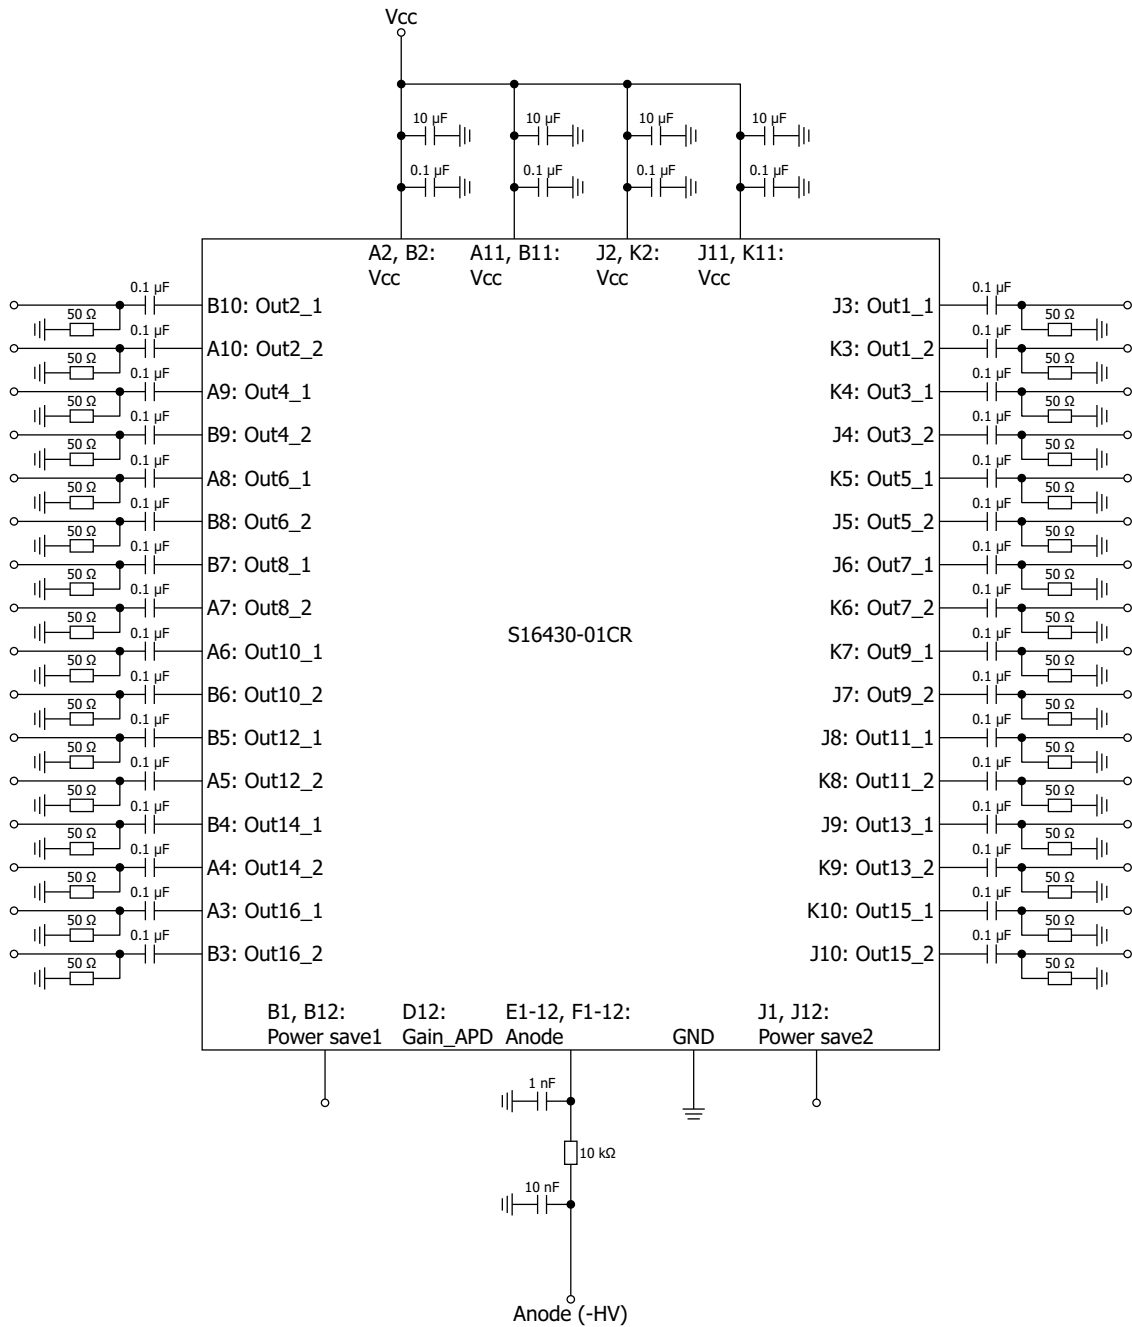 Vcc
10 µF 10 µF 10 µF 10 µF
0.1 µF 0.1 µF 0.1 µF 0.1 µF
A2, B2: A11, B11: J2, K2: J11, K11:
Vcc Vcc Vcc Vcc
0.1 µF 0.1 µF
B10: Out2_1 J3: Out1_1
50 Ω 0.1 µF 0.1 µF 50 Ω
A10: Out2_2 K3: Out1_2
50 Ω 0.1 µF 0.1 µF 50 Ω
A9: Out4_1 K4: Out3_1
50 Ω 0.1 µF 0.1 µF 50 Ω
B9: Out4_2 J4: Out3_2
50 Ω 0.1 µF 0.1 µF 50 Ω
A8: Out6_1 K5: Out5_1
50 Ω 0.1 µF 0.1 µF 50 Ω
B8: Out6_2 J5: Out5_2
50 Ω 0.1 µF 0.1 µF 50 Ω
B7: Out8_1 J6: Out7_1
50 Ω 0.1 µF 0.1 µF 50 Ω
A7: Out8_2 K6: Out7_2
50 Ω 0.1 µF 0.1 µF 50 Ω
S16430-01CR
A6: Out10_1 K7: Out9_1
50 Ω 0.1 µF 0.1 µF 50 Ω
B6: Out10_2 J7: Out9_2
50 Ω 0.1 µF 0.1 µF 50 Ω
B5: Out12_1 J8: Out11_1
50 Ω 0.1 µF 0.1 µF 50 Ω
A5: Out12_2 K8: Out11_2
50 Ω 0.1 µF 0.1 µF 50 Ω
B4: Out14_1 J9: Out13_1
50 Ω 0.1 µF 0.1 µF 50 Ω
A4: Out14_2 K9: Out13_2
50 Ω 0.1 µF 0.1 µF 50 Ω
A3: Out16_1 K10: Out15_1
50 Ω 0.1 µF 0.1 µF 50 Ω
B3: Out16_2 J10: Out15_2
50 Ω 50 Ω
B1, B12: D12: E1-12, F1-12: J1, J12:
Power save1 Gain_APD Anode GND Power save2
1 nF
10 kΩ
10 nF
Anode (-HV)